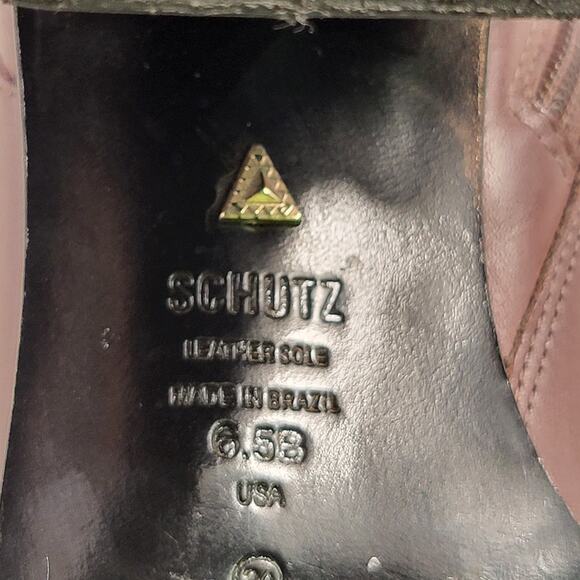 SCHUTZ
LEATHER SOLE
MADE IN BRAZIL
6.5B
USA